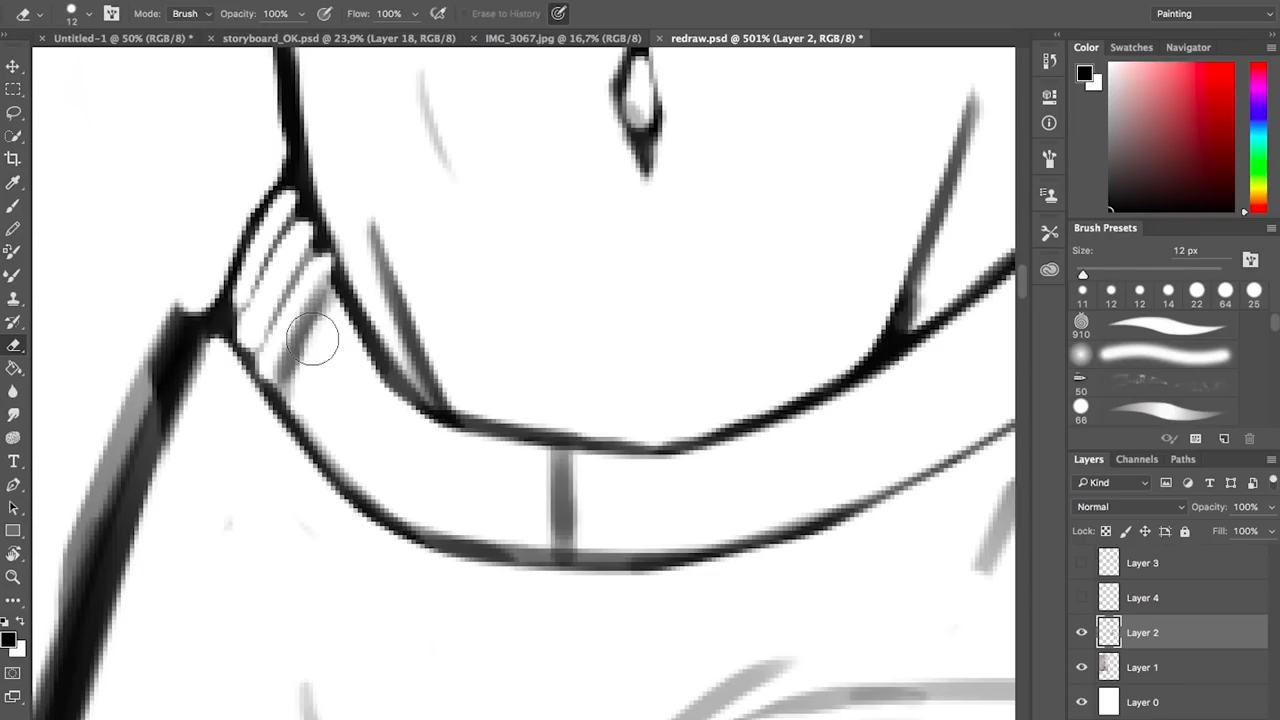 12
Mode: Brush Opacity: 100% Flow: 100% Erase to History Painting
Untitled-1 @ 50% (RGB/8) * storyboard_OK.psd @ 23,9% (Layer 18, RGB/8) IMG_3067.jpg @ 16,7% (RGB/8) redraw.psd @ 501% (Layer 2, RGB/8) *
Color Swatches Navigator
Brush Presets
Size: 12 px
11 12 12 14 22 64 25
910
50
66
Layers Channels Paths
Kind
Normal Opacity: 100%
Lock: Fill: 100%
Layer 3
Layer 4
Layer 2
Layer 1
Layer 0